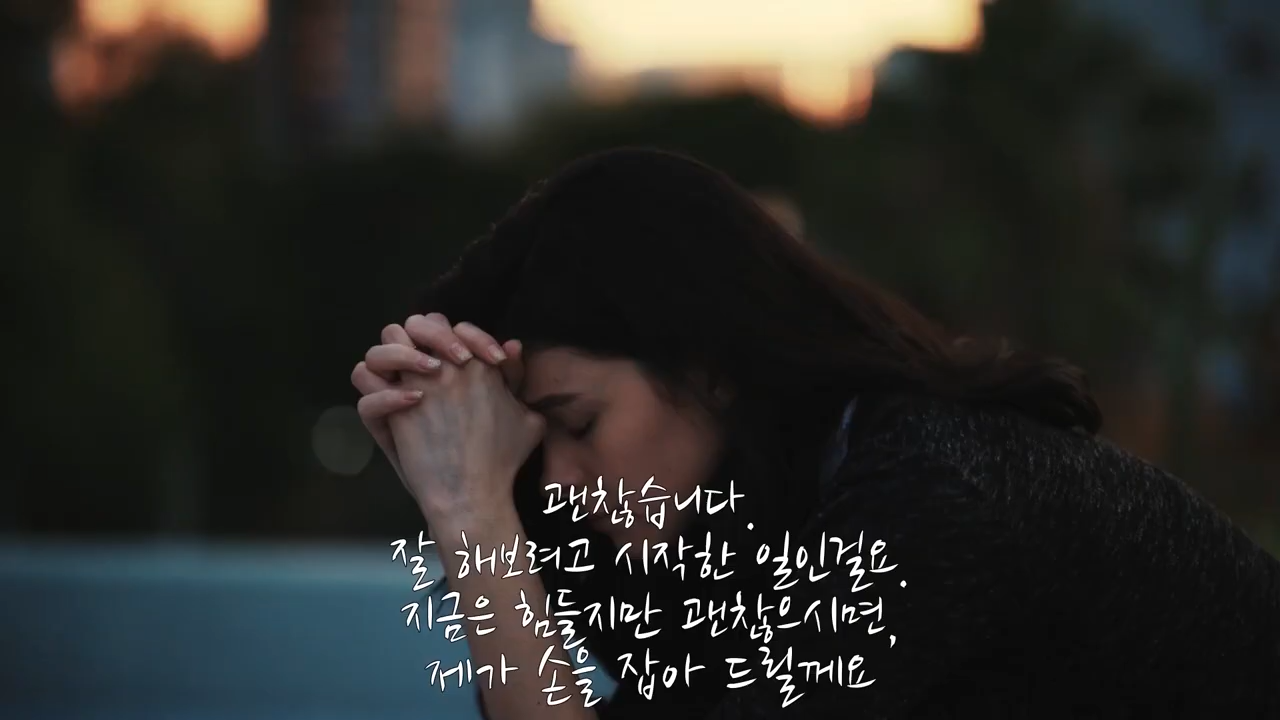 괜찮습니다.
잘 해보려고 시작한 일인걸요.
지금은 힘들지만 괜찮으시면,
제가 손을 잡아 드릴께요